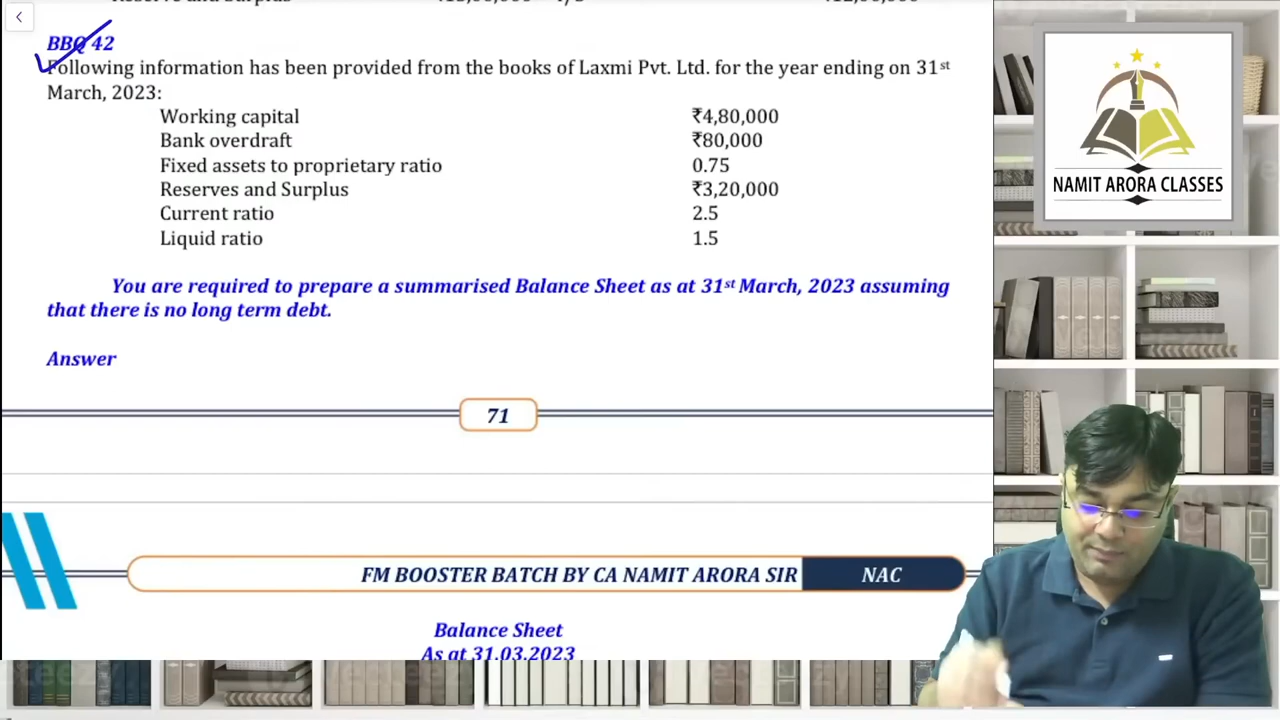 BBQ 42
Following information has been provided from the books of Laxmi Pvt. Ltd. for the year ending on 31st
March, 2023:
Working capital ₹4,80,000
Bank overdraft ₹80,000
Fixed assets to proprietary ratio 0.75
Reserves and Surplus ₹3,20,000
Current ratio 2.5
Liquid ratio 1.5
You are required to prepare a summarised Balance Sheet as at 31st March, 2023 assuming
that there is no long term debt.
Answer
71
FM BOOSTER BATCH BY CA NAMIT ARORA SIR NAC
Balance Sheet
As at 31.03.2023
NAMIT ARORA CLASSES